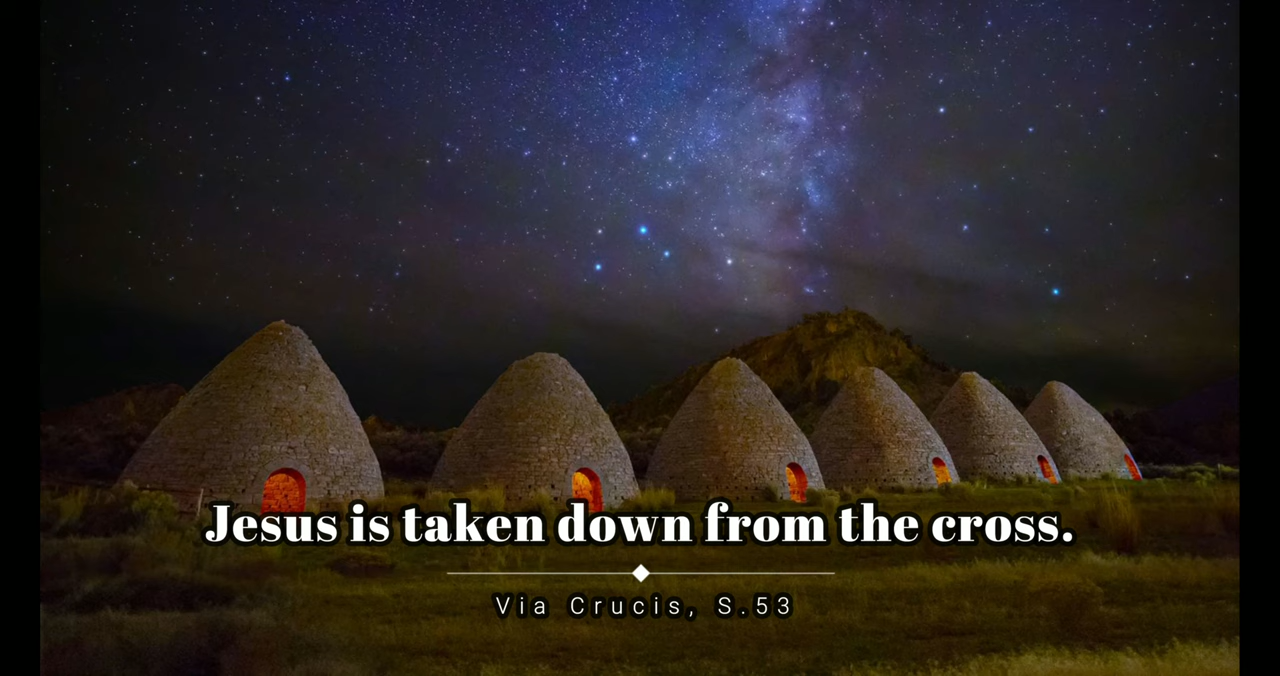 Jesus is taken down from the cross.
Via Crucis, S.53